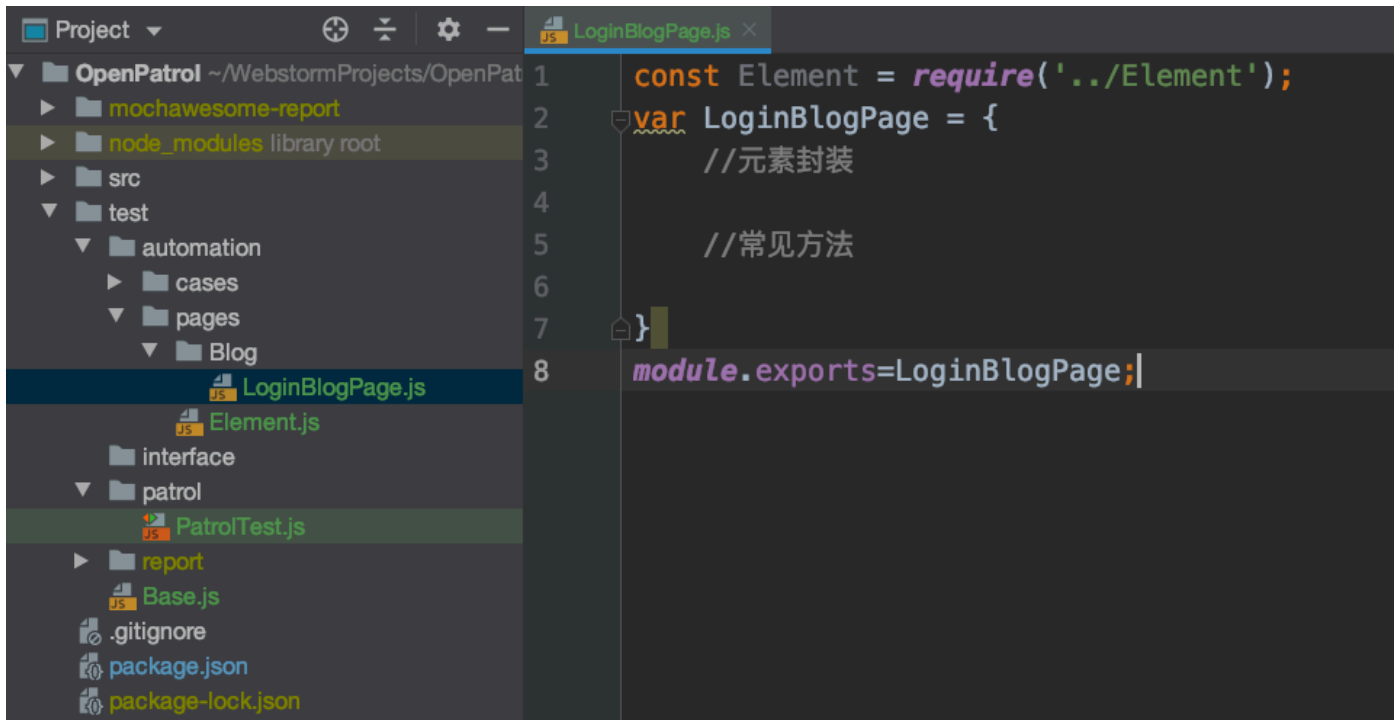 Project
OpenPatrol ~/WebstormProjects/OpenPat
mochawesome-report
node_modules library root
src
test
automation
cases
pages
Blog
LoginBlogPage.js
Element.js
interface
patrol
PatrolTest.js
report
Base.js
.gitignore
package.json
package-lock.json
LoginBlogPage.js
1 const Element = require('../Element');
2 var LoginBlogPage = {
3 //元素封装
4
5 //常见方法
6
7 }
8 module.exports=LoginBlogPage;